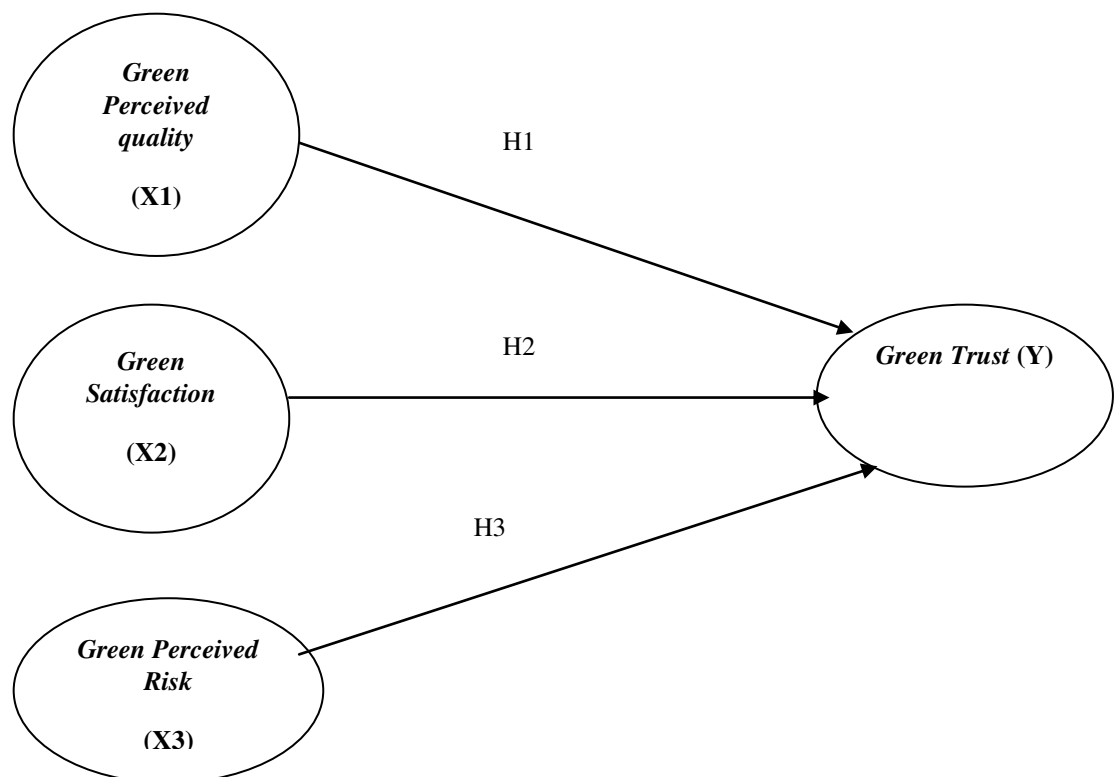 Green
Perceived
quality
(X1)
H1
Green
Satisfaction
(X2)
H2
Green Trust (Y)
H3
Green Perceived
Risk
(X3)